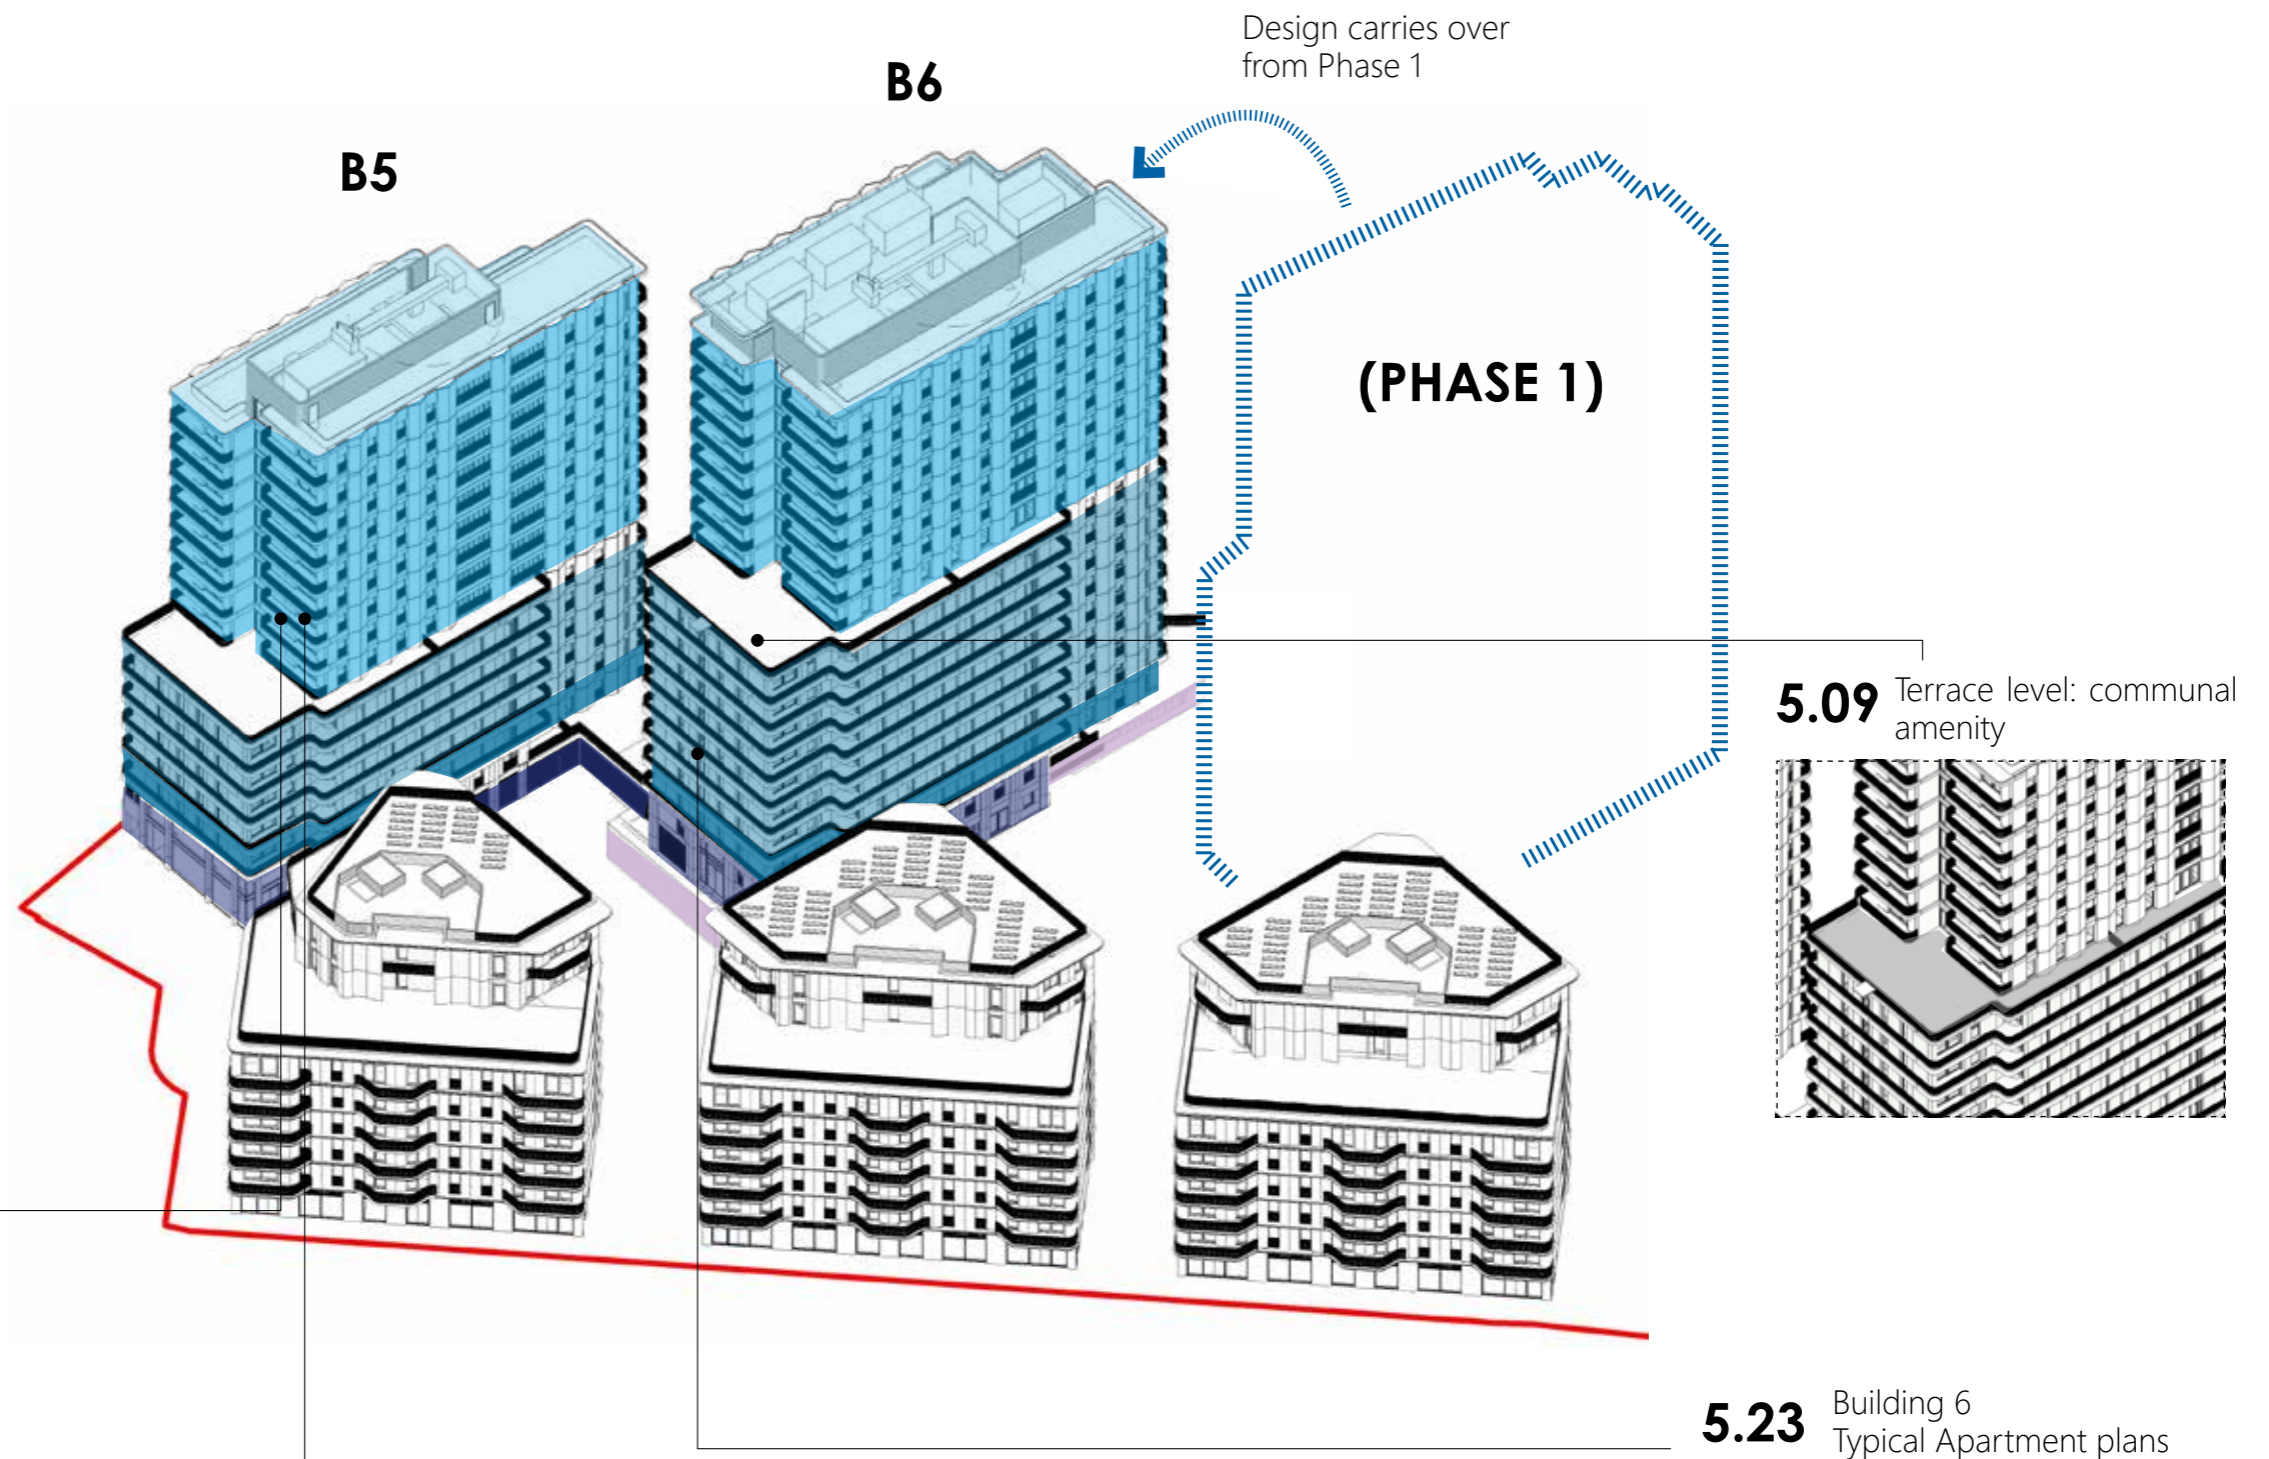 Design carries over
from Phase 1
B6
B5
(PHASE 1)
5.09 Terrace level: communal
amenity
5.23 Building 6
Typical Apartment plans